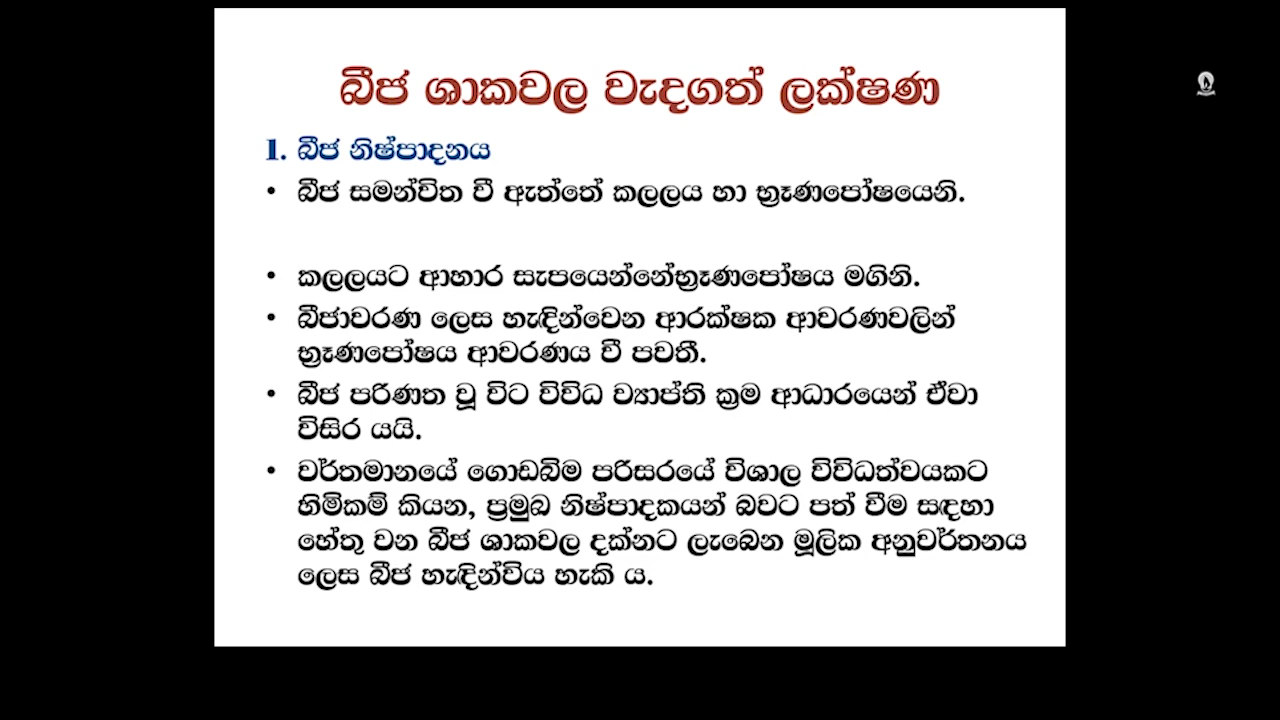 බීජ ශාකවල වැදගත් ලක්ෂණ
1. බීජ නිෂ්පාදනය
• බීජ සමන්විත වී ඇත්තේ කලලය හා භ්‍රෑණපෝෂයෙනි.
• කලලයට ආහාර සැපයෙන්නේභ්‍රෑණපෝෂය මගිනි.
• බීජාවරණ ලෙස හැඳින්වෙන ආරක්ෂක ආවරණවලින්
භ්‍රෑණපෝෂය ආවරණය වී පවතී.
• බීජ පරිණත වූ විට විවිධ ව්‍යාප්ති ක්‍රම ආධාරයෙන් ඒවා
විසිර යයි.
• වර්තමානයේ ගොඩබිම පරිසරයේ විශාල විවිධත්වයකට
හිමිකම් කියන, ප්‍රමුඛ නිෂ්පාදකයන් බවට පත් වීම සඳහා
හේතු වන බීජ ශාකවල දක්නට ලැබෙන මූලික අනුවර්තනය
ලෙස බීජ හැඳින්විය හැකි ය.